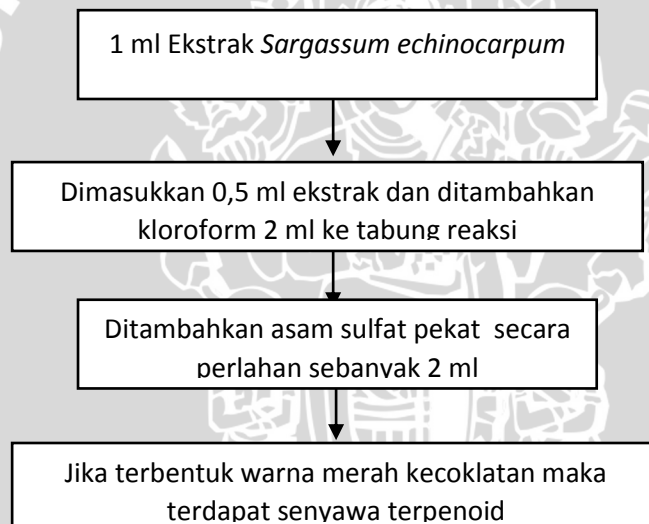 1 ml Ekstrak Sargassum echinocarpum
Dimasukkan 0,5 ml ekstrak dan ditambahkan
kloroform 2 ml ke tabung reaksi
Ditambahkan asam sulfat pekat secara
perlahan sebanyak 2 ml
Jika terbentuk warna merah kecoklatan maka
terdapat senyawa terpenoid